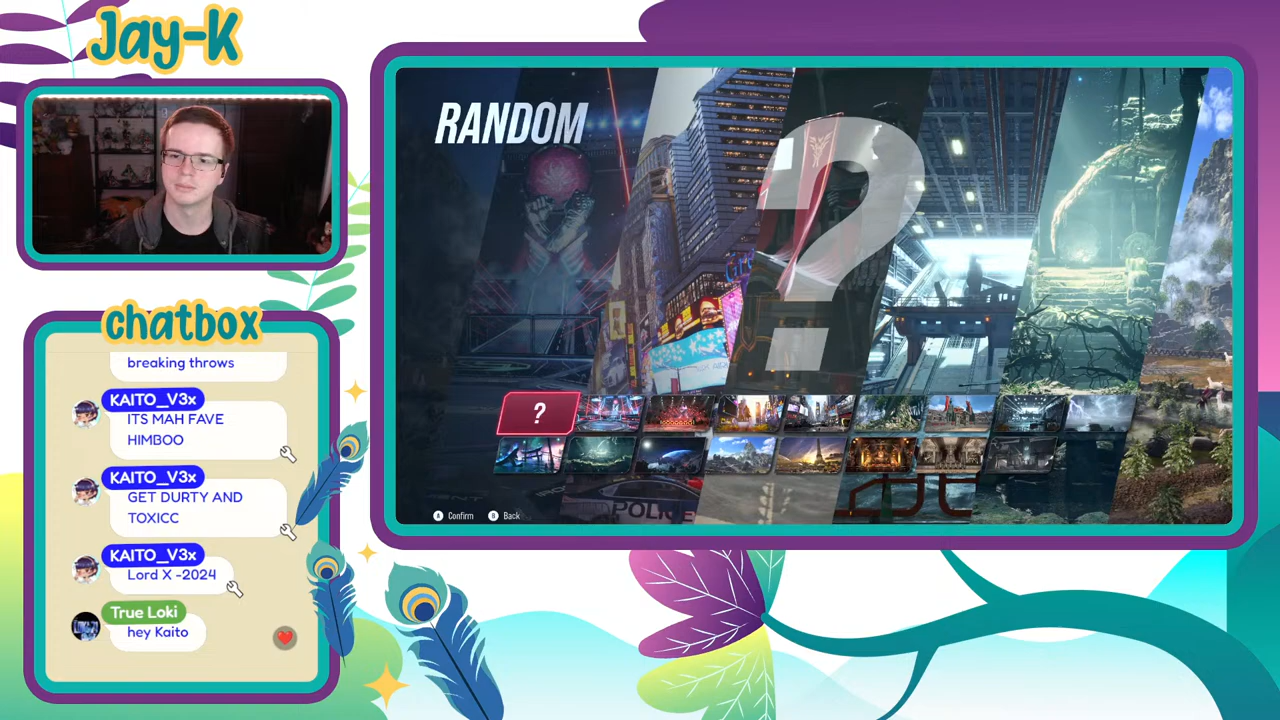 Jay-K
RANDOM
?
?
Confirm
Back
POLICE
chatbox
breaking throws
KAITO_V3x
ITS MAH FAVE
HIMBOO
KAITO_V3x
GET DURTY AND
TOXICC
KAITO_V3x
Lord X -2024
True Loki
hey Kaito